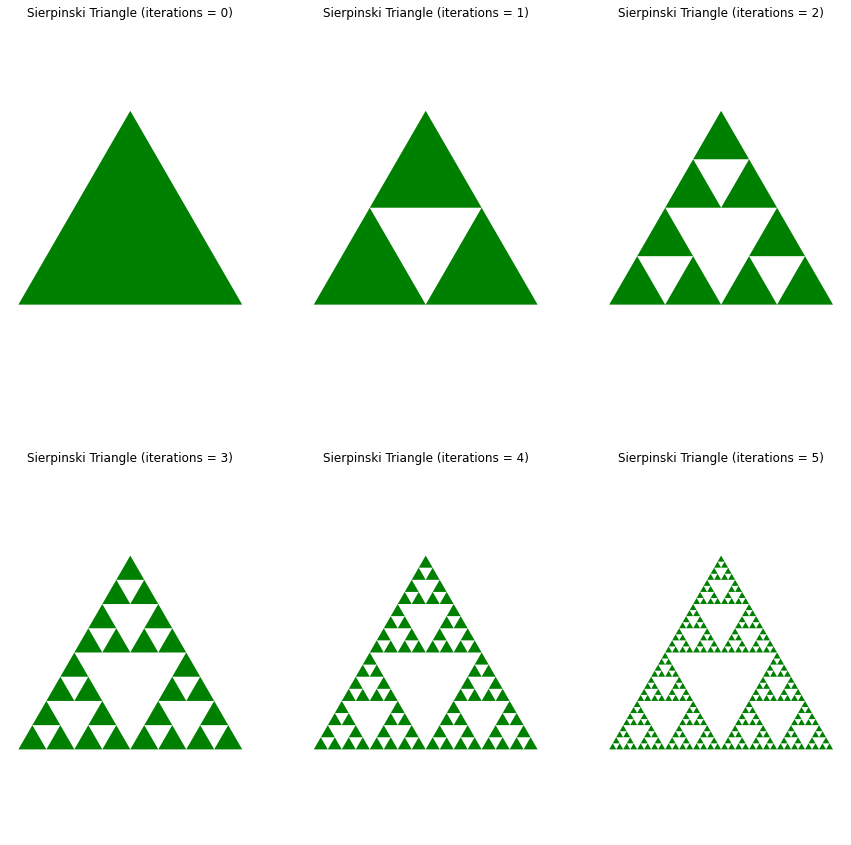 Sierpinski Triangle (iterations = 0)
Sierpinski Triangle (iterations = 1)
Sierpinski Triangle (iterations = 2)
Sierpinski Triangle (iterations = 3)
Sierpinski Triangle (iterations = 4)
Sierpinski Triangle (iterations = 5)